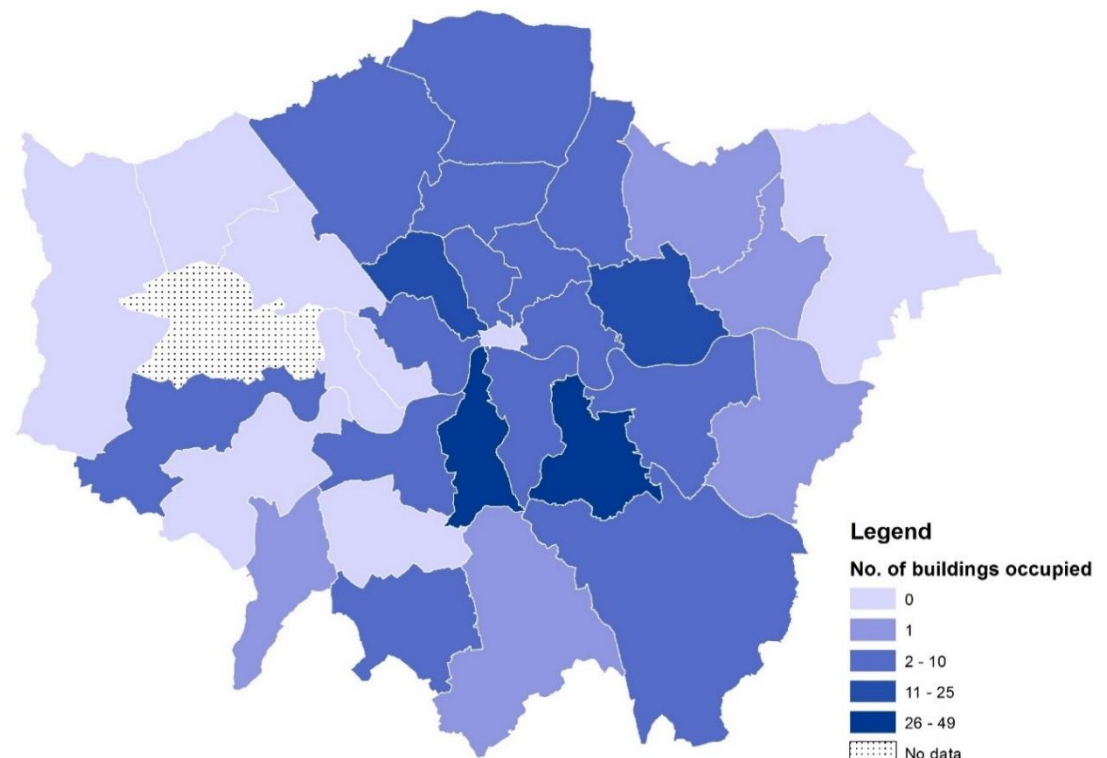 Legend
No. of buildings occupied
0
1
2 - 10
11 - 25
26 - 49
No data